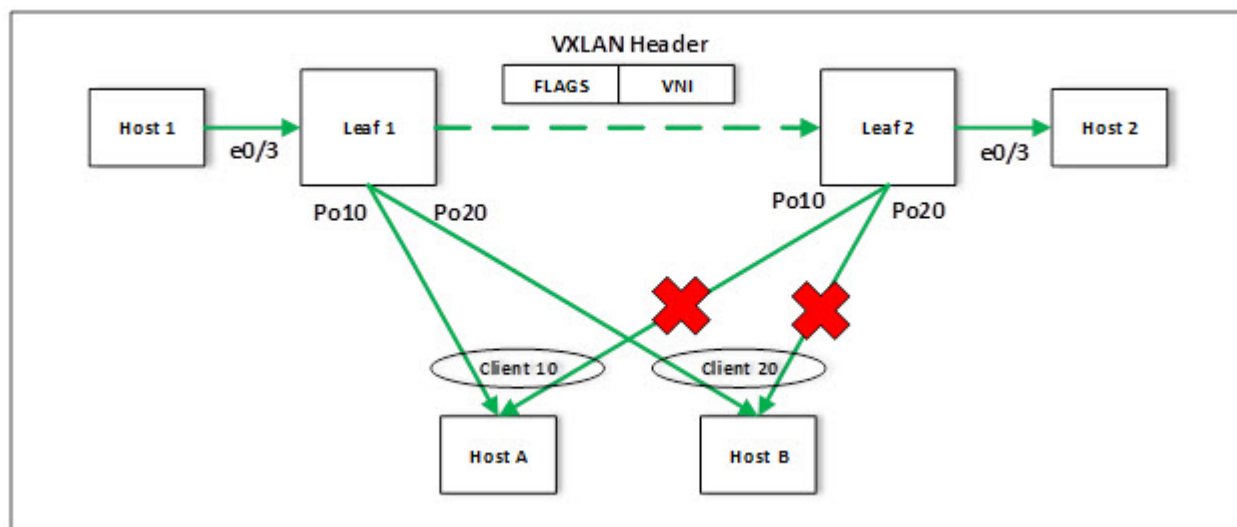 VXLAN Header
FLAGS VNI
Host 1 Leaf 1 Leaf 2 Host 2
e0/3 e0/3
Po10 Po20 Po10 Po20
Client 10 Client 20
Host A Host B